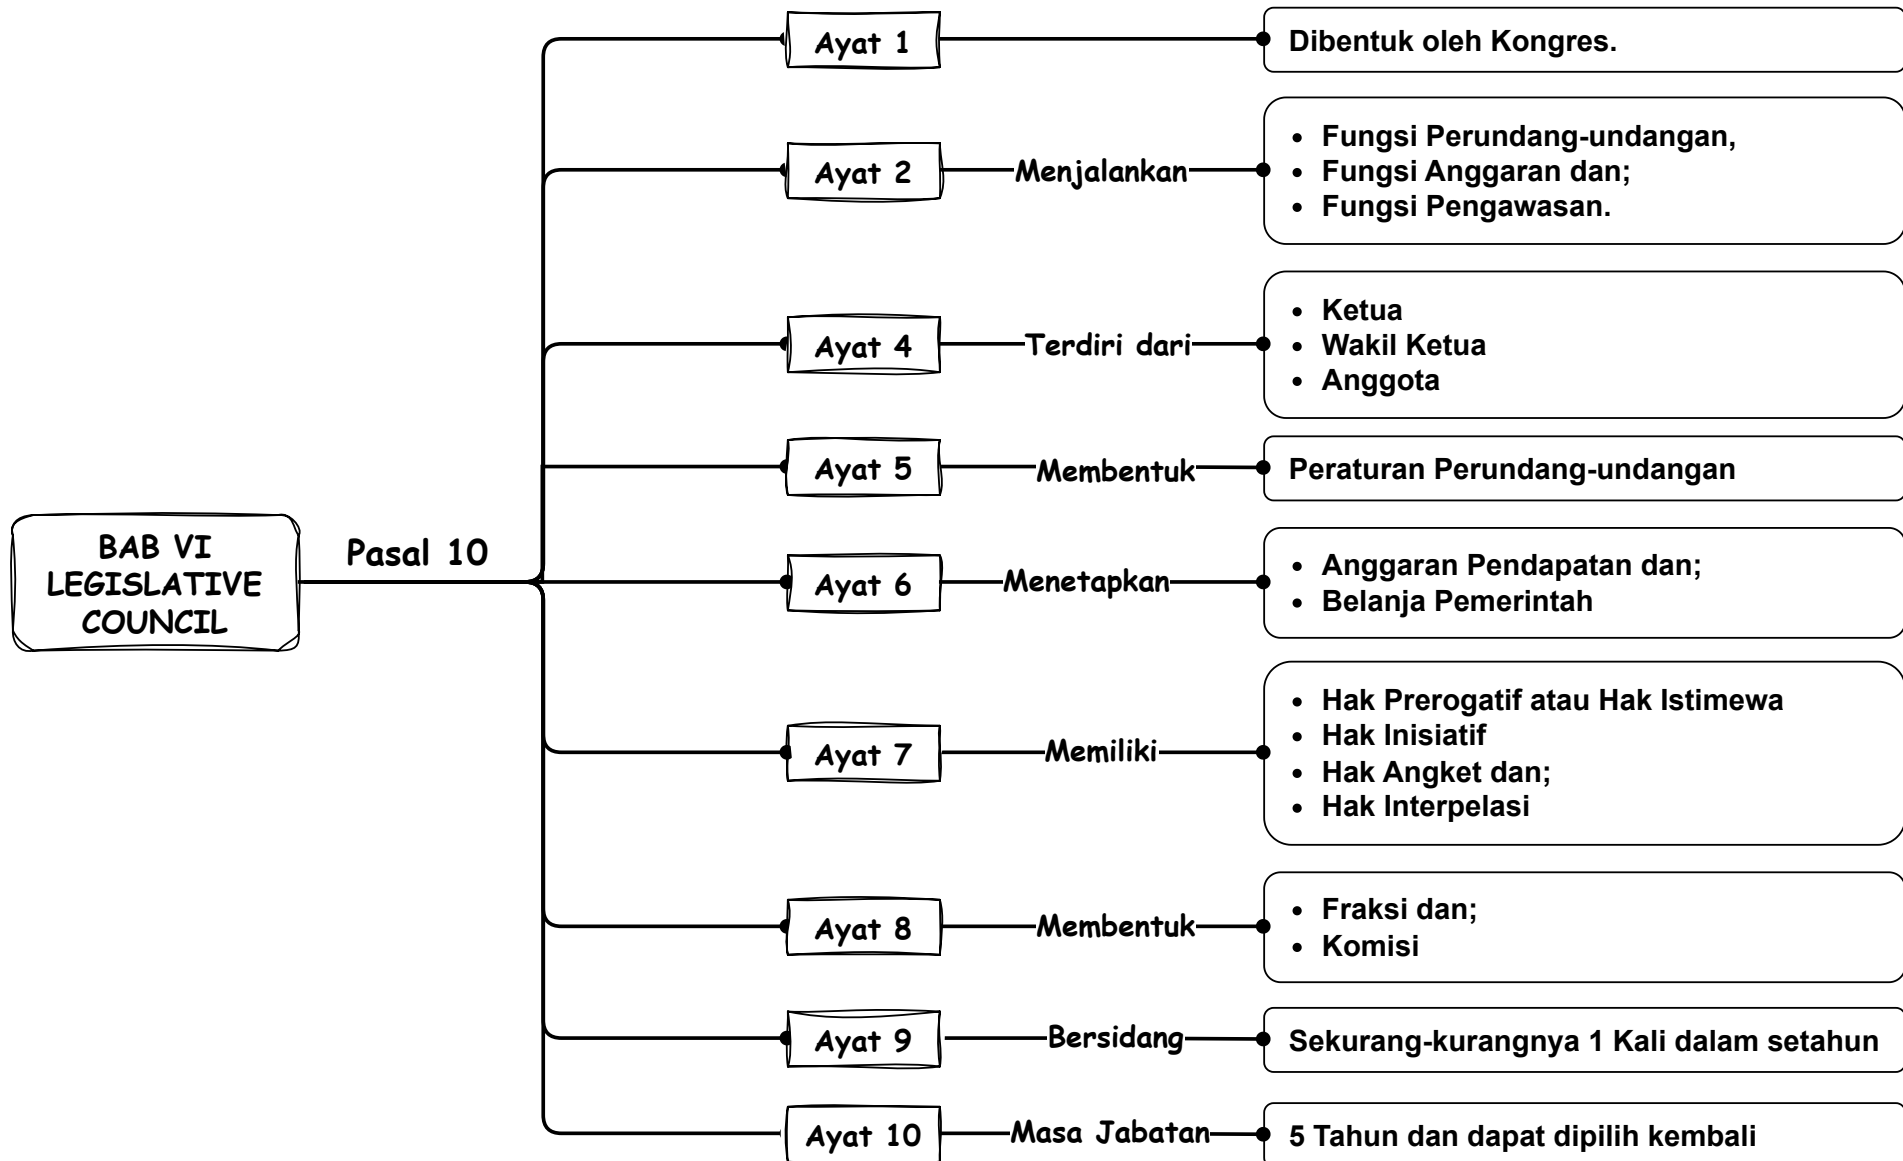 BAB VI
LEGISLATIVE
COUNCIL
Pasal 10
Ayat 1
Dibentuk oleh Kongres.
Ayat 2
Menjalankan
• Fungsi Perundang-undangan,
• Fungsi Anggaran dan;
• Fungsi Pengawasan.
Ayat 4
Terdiri dari
• Ketua
• Wakil Ketua
• Anggota
Ayat 5
Membentuk
Peraturan Perundang-undangan
Ayat 6
Menetapkan
• Anggaran Pendapatan dan;
• Belanja Pemerintah
Ayat 7
Memiliki
• Hak Prerogatif atau Hak Istimewa
• Hak Inisiatif
• Hak Angket dan;
• Hak Interpelasi
Ayat 8
Membentuk
• Fraksi dan;
• Komisi
Ayat 9
Bersidang
Sekurang-kurangnya 1 Kali dalam setahun
Ayat 10
Masa Jabatan
5 Tahun dan dapat dipilih kembali